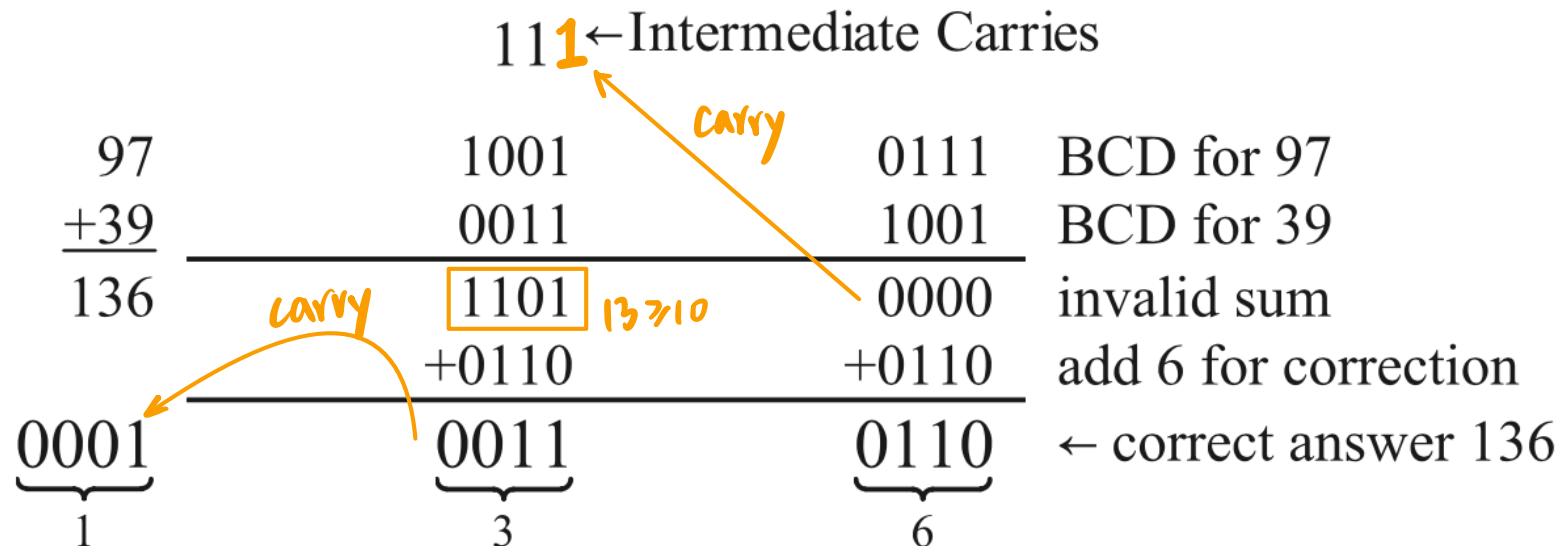 111←Intermediate Carries
carry
97 1001 0111 BCD for 97
+39 0011 1001 BCD for 39
136 1101 13⩾10 0000 invalid sum
carry
+0110 +0110 add 6 for correction
0001 0011 0110 ← correct answer 136
1 3 6